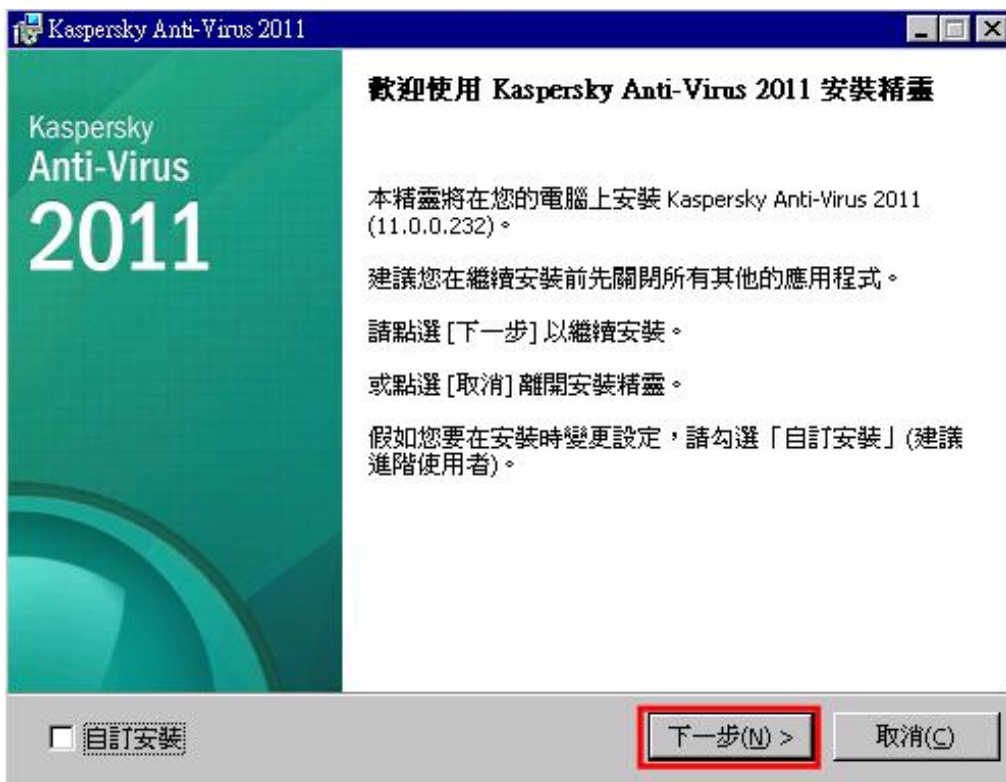 Kaspersky Anti-Virus 2011
Kaspersky
Anti-Virus
2011
歡迎使用 Kaspersky Anti-Virus 2011 安裝精靈
本精靈將在您的電腦上安裝 Kaspersky Anti-Virus 2011
(11.0.0.232)。
建議您在繼續安裝前先關閉所有其他的應用程式。
請點選 [下一步] 以繼續安裝。
或點選 [取消] 離開安裝精靈。
假如您要在安裝時變更設定，請勾選「自訂安裝」(建議
進階使用者)。
自訂安裝
下一步(N) >
取消(C)